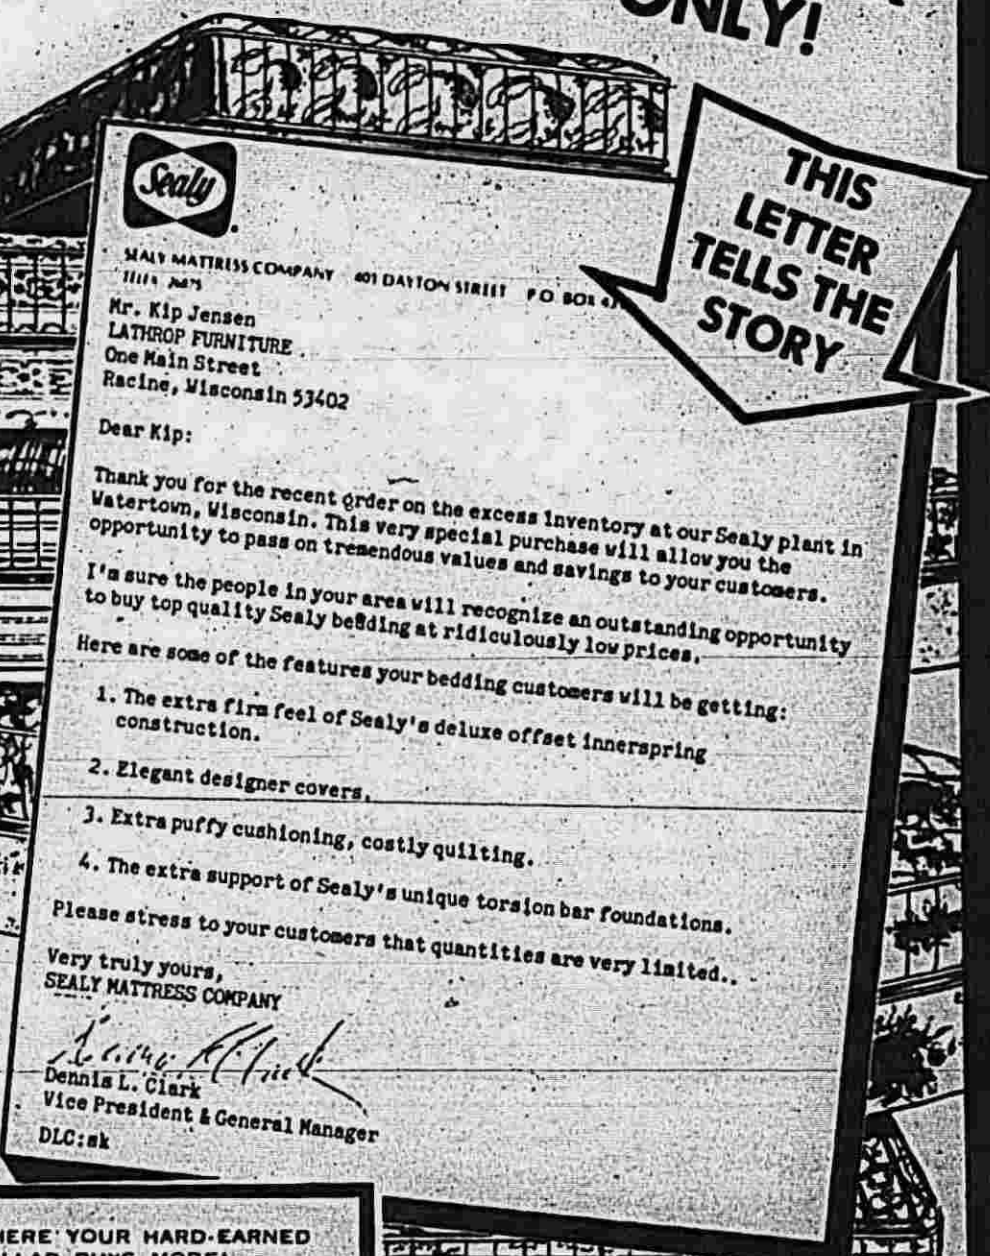 ONLY!
THIS
LETTER
TELLS THE
STORY
Sealy
SEALY MATTRESS COMPANY 401 DAYTON STREET P O BOX
Mr. Kip Jensen
LATHROP FURNITURE
One Main Street
Racine, Wisconsin 53402
Dear Kip:
Thank you for the recent order on the excess inventory at our Sealy plant in
Watertown, Wisconsin. This very special purchase will allow you the
opportunity to pass on tremendous values and savings to your customers.
I'm sure the people in your area will recognize an outstanding opportunity
to buy top quality Sealy bedding at ridiculously low prices.
Here are some of the features your bedding customers will be getting:
1. The extra firm feel of Sealy's deluxe offset innerspring
construction.
2. Elegant designer covers.
3. Extra puffy cushioning, costly quilting.
4. The extra support of Sealy's unique torsion bar foundations.
Please stress to your customers that quantities are very limited..
Very truly yours,
SEALY MATTRESS COMPANY
Dennis L. Clark
Vice President & General Manager
DLC:sk
YOUR HARD-EARNED